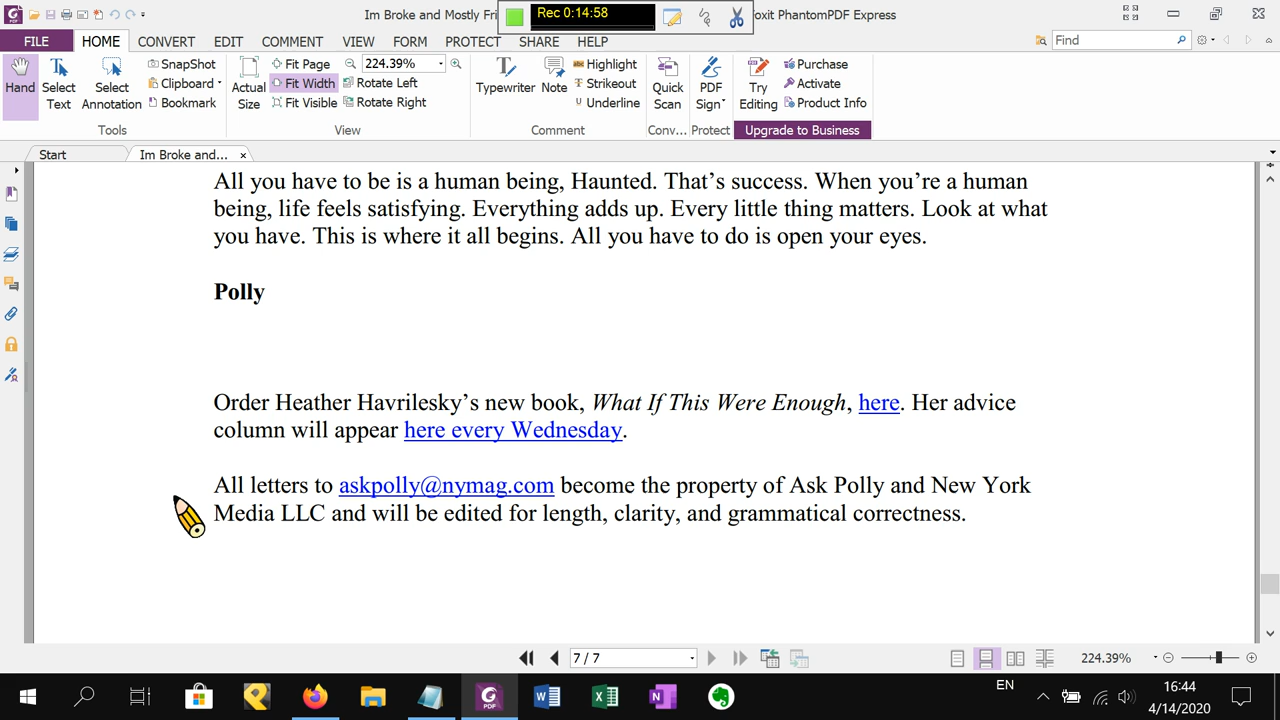 Im Broke and Mostly Fri
Rec 0:14:58
oxit PhantomPDF Express
FILE HOME CONVERT EDIT COMMENT VIEW FORM PROTECT SHARE HELP
Find
Hand
Select Text
Select Annotation
SnapShot
Clipboard
Bookmark
Tools
Actual Size
Fit Page
Fit Width
Fit Visible
224.39%
Rotate Left
Rotate Right
View
Typewriter
Note
Highlight
Strikeout
Underline
Comment
Quick Scan
Conv...
PDF Sign
Protect
Try Editing
Purchase
Activate
Product Info
Upgrade to Business
Start
Im Broke and...
All you have to be is a human being, Haunted. That’s success. When you’re a human
being, life feels satisfying. Everything adds up. Every little thing matters. Look at what
you have. This is where it all begins. All you have to do is open your eyes.
Polly
Order Heather Havrilesky’s new book, What If This Were Enough, here. Her advice
column will appear here every Wednesday.
All letters to askpolly@nymag.com become the property of Ask Polly and New York
Media LLC and will be edited for length, clarity, and grammatical correctness.
7 / 7
224.39%
EN
16:44
4/14/2020